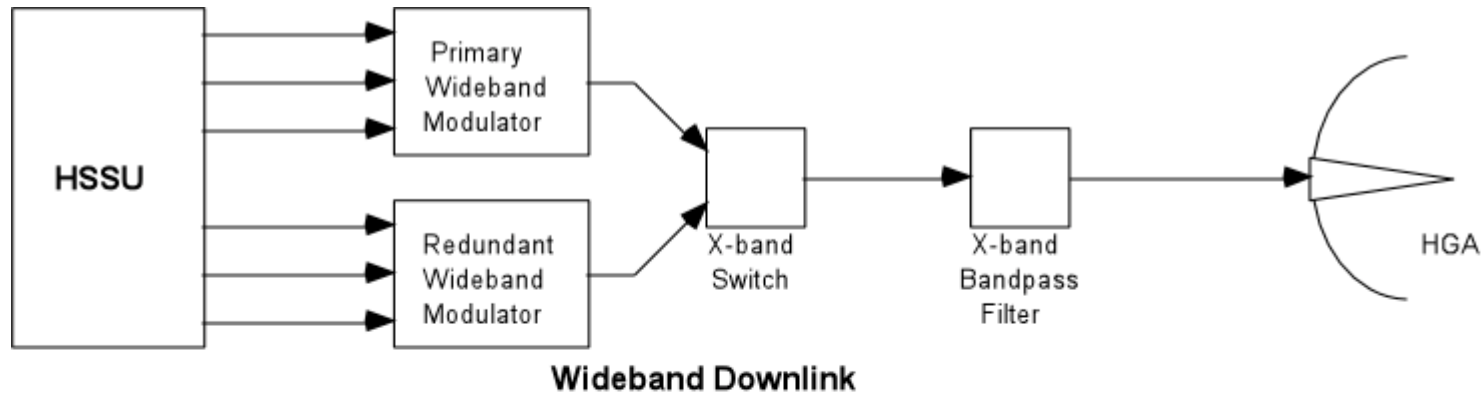 HSSU
Primary
Wideband
Modulator
Redundant
Wideband
Modulator
X-band
Switch
X-band
Bandpass
Filter
HGA
Wideband Downlink